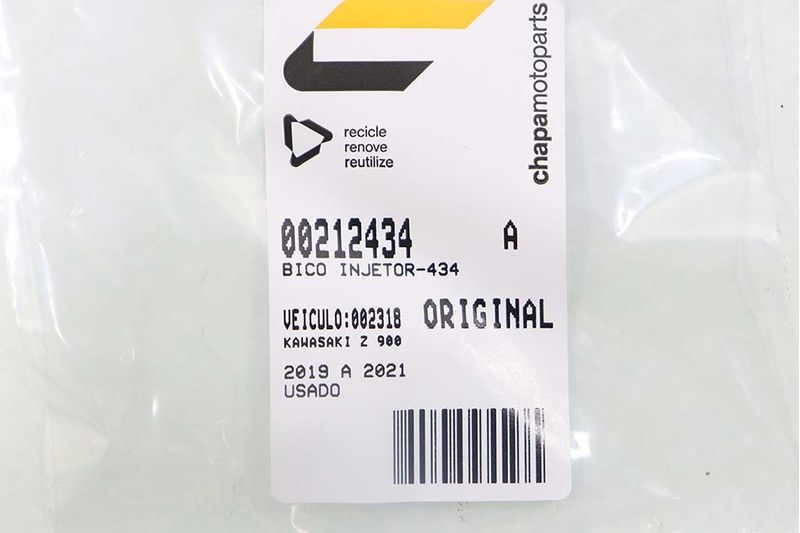 chapamotoparts
recicle
renove
reutilize
00212434 A
BICO INJETOR-434
VEICULO:002318 ORIGINAL
KAWASAKI Z 900
2019 A 2021
USADO